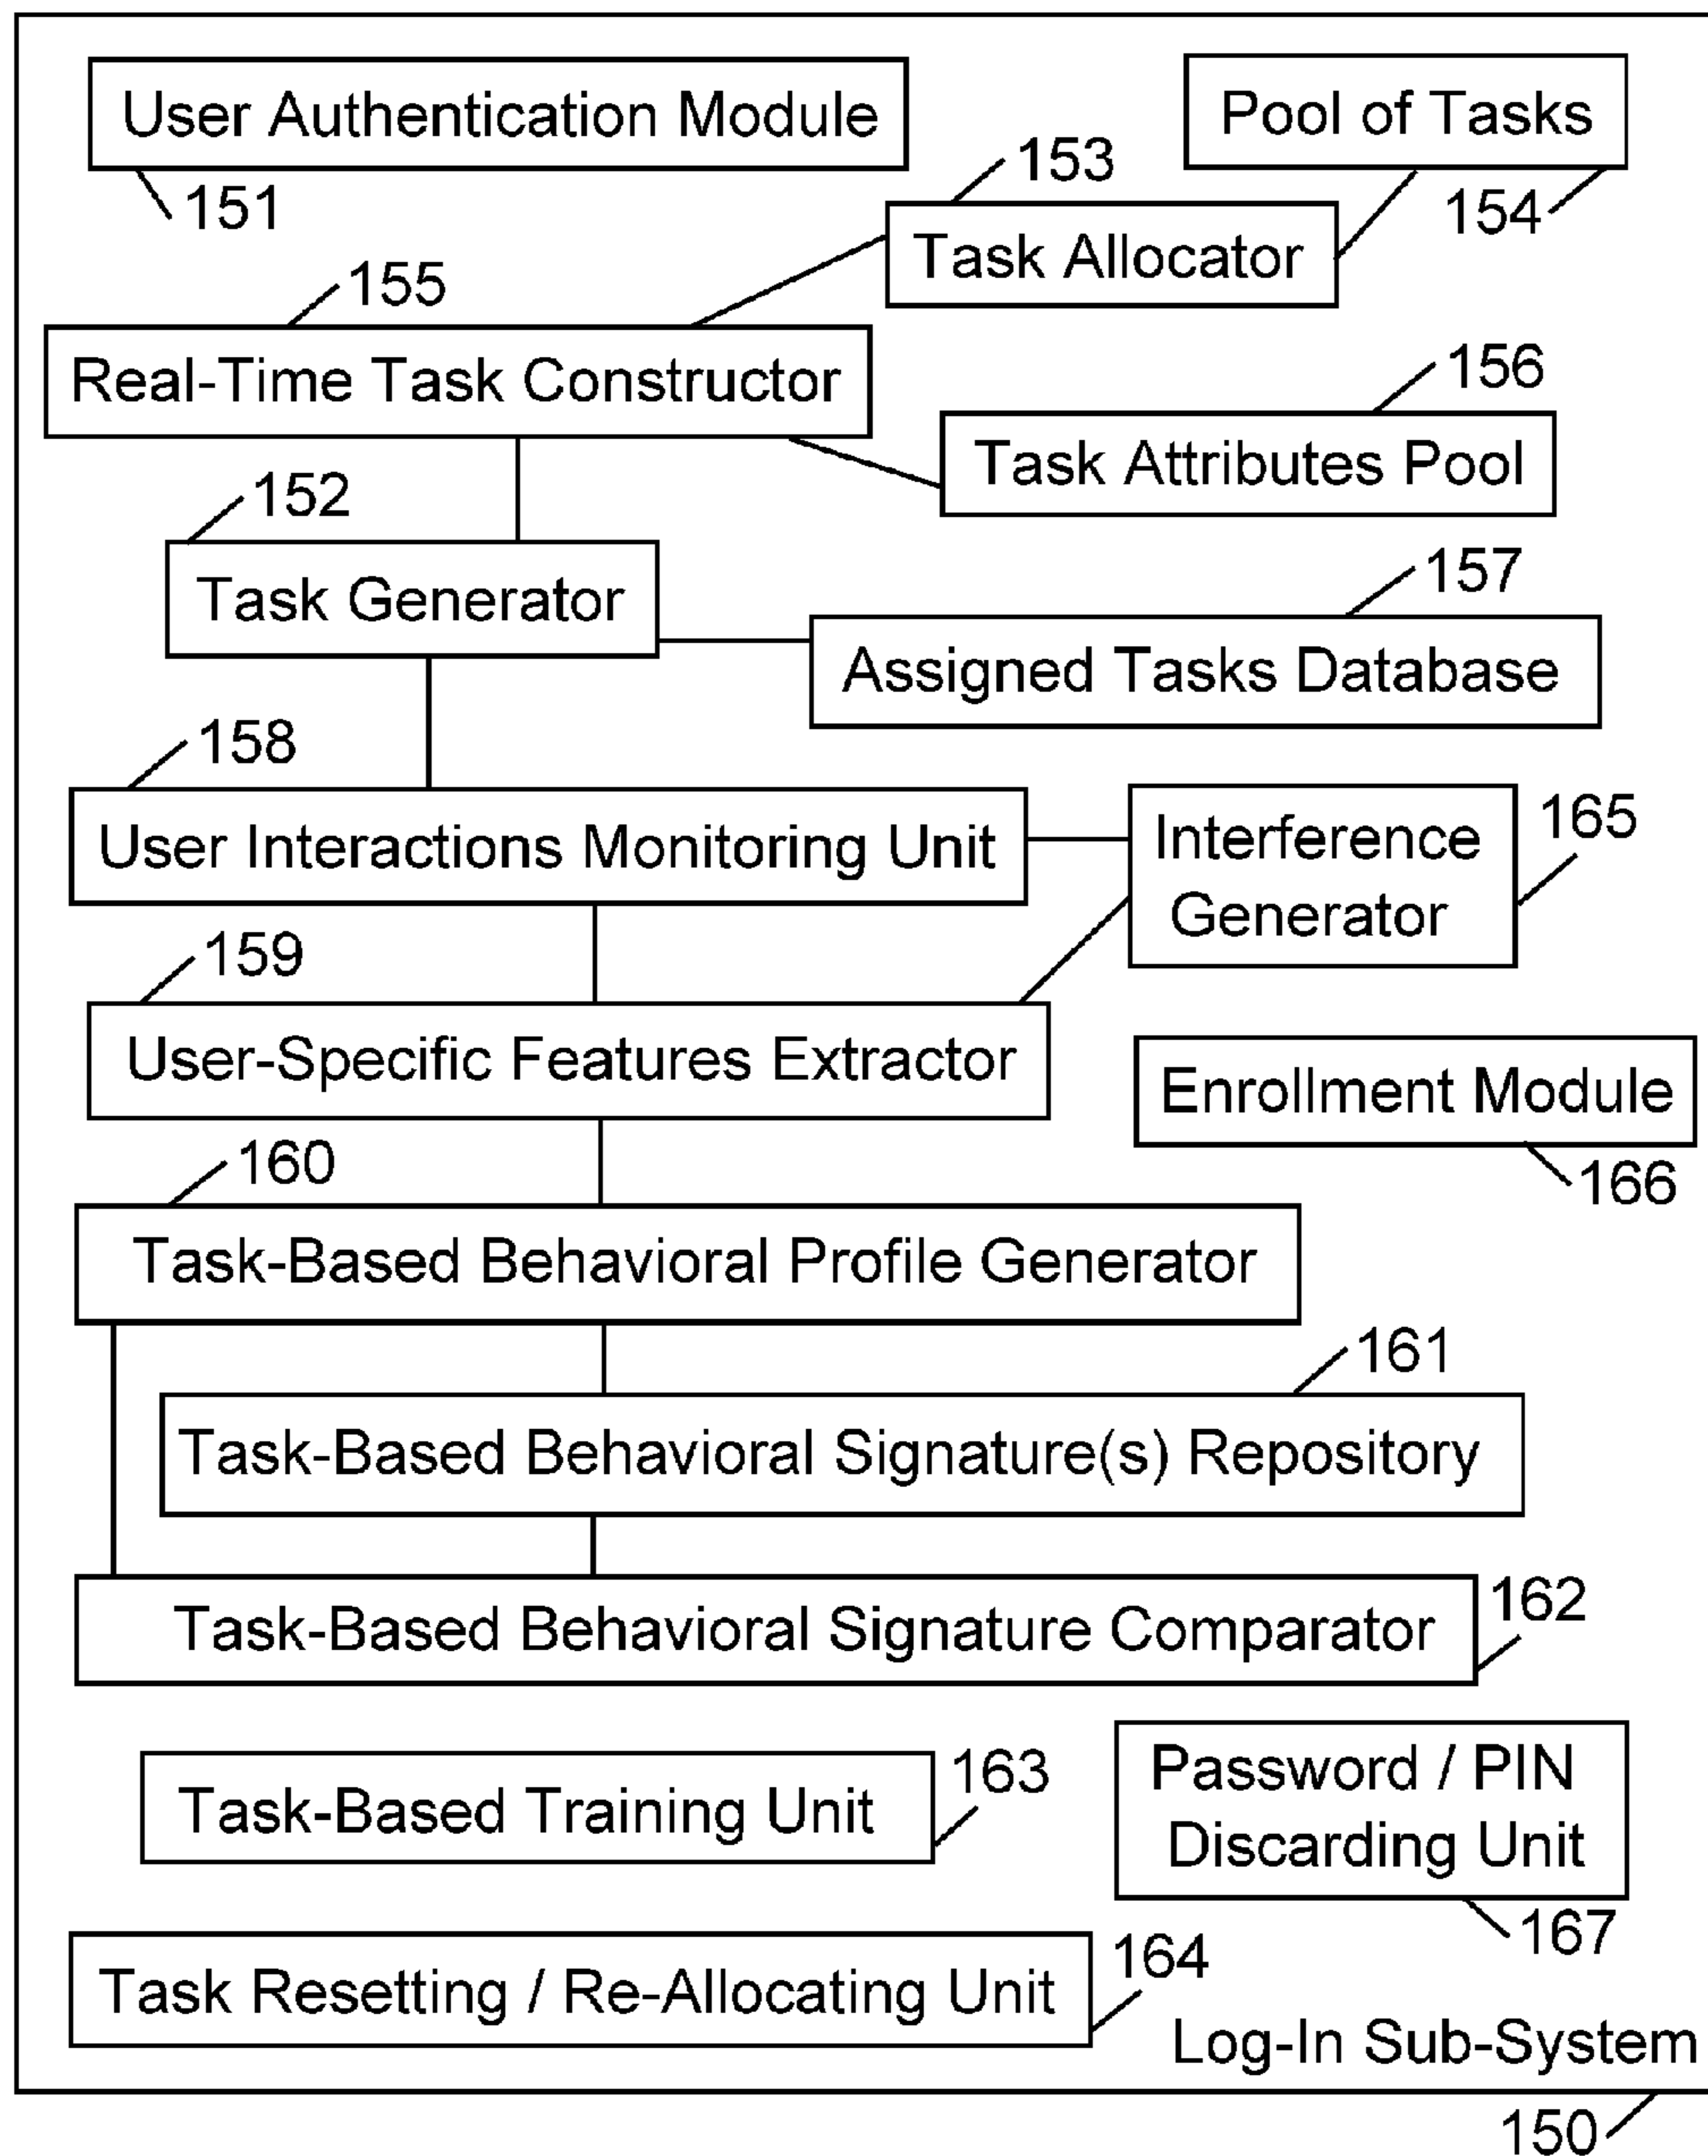 User Authentication Module
Pool of Tasks
153
151
154
Task Allocator
155
Real-Time Task Constructor
156
Task Attributes Pool
152
157
Task Generator
Assigned Tasks Database
158
User Interactions Monitoring Unit
Interference
Generator
165
159
User-Specific Features Extractor
Enrollment Module
160
166
Task-Based Behavioral Profile Generator
161
Task-Based Behavioral Signature(s) Repository
162
Task-Based Behavioral Signature Comparator
163
Task-Based Training Unit
Password / PIN
Discarding Unit
167
164
Task Resetting / Re-Allocating Unit
Log-In Sub-System
150